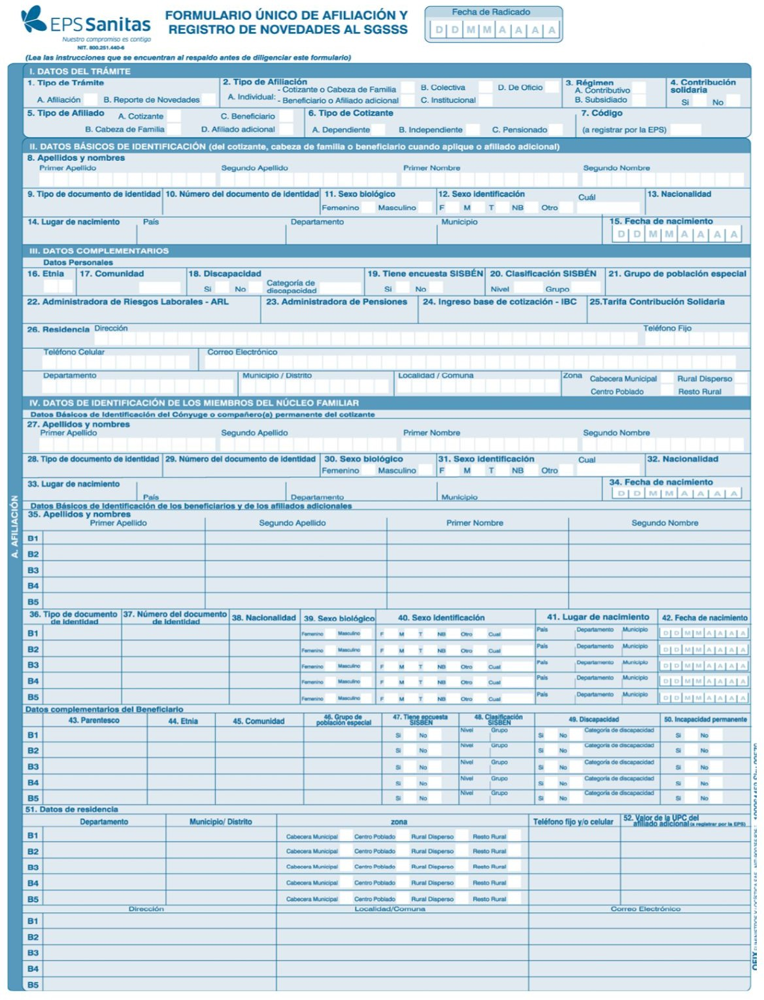 EPS Sanitas
Nuestro compromiso es contigo
NIT. 800.251.440-6
FORMULARIO ÚNICO DE AFILIACIÓN Y
REGISTRO DE NOVEDADES AL SGSSS
Fecha de Radicado
D D M M A A A A
(Lea las instrucciones que se encuentran al respaldo antes de diligenciar este formulario)
I. DATOS DEL TRÁMITE
1. Tipo de Trámite
A. Afiliación B. Reporte de Novedades
2. Tipo de Afiliación
A. Individual: - Cotizante o Cabeza de Familia
- Beneficiario o Afiliado adicional
B. Colectiva D. De Oficio
C. Institucional
3. Régimen
A. Contributivo
B. Subsidiado
4. Contribución
solidaria
Si No
5. Tipo de Afiliado A. Cotizante C. Beneficiario
B. Cabeza de Familia D. Afiliado adicional
6. Tipo de Cotizante
A. Dependiente B. Independiente C. Pensionado
7. Código
(a registrar por la EPS)
II. DATOS BÁSICOS DE IDENTIFICACIÓN (del cotizante, cabeza de familia o beneficiario cuando aplique o afiliado adicional)
8. Apellidos y nombres
Primer Apellido Segundo Apellido Primer Nombre Segundo Nombre
9. Tipo de documento de identidad 10. Número del documento de identidad 11. Sexo biológico 12. Sexo identificación Cuál 13. Nacionalidad
Femenino Masculino F M T NB Otro
14. Lugar de nacimiento País Departamento Municipio 15. Fecha de nacimiento
D D M M A A A A
III. DATOS COMPLEMENTARIOS
Datos Personales
16. Etnia 17. Comunidad 18. Discapacidad 19. Tiene encuesta SISBÉN 20. Clasificación SISBÉN 21. Grupo de población especial
Si No Categoría de
discapacidad Si No Nivel Grupo
22. Administradora de Riesgos Laborales - ARL 23. Administradora de Pensiones 24. Ingreso base de cotización - IBC 25.Tarifa Contribución Solidaria
26. Residencia Dirección Teléfono Fijo
Teléfono Celular Correo Electrónico
Departamento Municipio / Distrito Localidad / Comuna Zona Cabecera Municipal Rural Disperso
Centro Poblado Resto Rural
IV. DATOS DE IDENTIFICACIÓN DE LOS MIEMBROS DEL NÚCLEO FAMILIAR
Datos Básicos de Identificación del Cónyuge o compañero(a) permanente del cotizante
27. Apellidos y nombres
Primer Apellido Segundo Apellido Primer Nombre Segundo Nombre
28. Tipo de documento de identidad 29. Número del documento de identidad 30. Sexo biológico 31. Sexo identificación Cual 32. Nacionalidad
Femenino Masculino F M T NB Otro
33. Lugar de nacimiento País Departamento Municipio 34. Fecha de nacimiento
D D M M A A A A
Datos Básicos de Identificación de los beneficiarios y de los afiliados adicionales
35. Apellidos y nombres
Primer Apellido Segundo Apellido Primer Nombre Segundo Nombre
B1
B2
B3
B4
B5
36. Tipo de documento
de identidad 37. Número del documento
de identidad 38. Nacionalidad 39. Sexo biológico 40. Sexo identificación 41. Lugar de nacimiento 42. Fecha de nacimiento
B1 Femenino Masculino F M T NB Otro Cual País Departamento Municipio D D M M A A A A
B2 Femenino Masculino F M T NB Otro Cual País Departamento Municipio D D M M A A A A
B3 Femenino Masculino F M T NB Otro Cual País Departamento Municipio D D M M A A A A
B4 Femenino Masculino F M T NB Otro Cual País Departamento Municipio D D M M A A A A
B5 Femenino Masculino F M T NB Otro Cual País Departamento Municipio D D M M A A A A
Datos complementarios del Beneficiario
43. Parentesco 44. Etnia 45. Comunidad 46. Grupo de
población especial 47. Tiene encuesta
SISBÉN 48. Clasificación
SISBÉN 49. Discapacidad 50. Incapacidad permanente
B1 Si No Nivel Grupo Si No Categoría de discapacidad Si No
B2 Si No Nivel Grupo Si No Categoría de discapacidad Si No
B3 Si No Nivel Grupo Si No Categoría de discapacidad Si No
B4 Si No Nivel Grupo Si No Categoría de discapacidad Si No
B5 Si No Nivel Grupo Si No Categoría de discapacidad Si No
51. Datos de residencia
Departamento Municipio/ Distrito zona Teléfono fijo y/o celular 52. Valor de la UPC del
afiliado adicional (a registrar por la EPS)
B1 Cabecera Municipal Centro Poblado Rural Disperso Resto Rural
B2 Cabecera Municipal Centro Poblado Rural Disperso Resto Rural
B3 Cabecera Municipal Centro Poblado Rural Disperso Resto Rural
B4 Cabecera Municipal Centro Poblado Rural Disperso Resto Rural
B5 Cabecera Municipal Centro Poblado Rural Disperso Resto Rural
Dirección Localidad/Comuna Correo Electrónico
B1
B2
B3
B4
B5
A. AFILIACIÓN